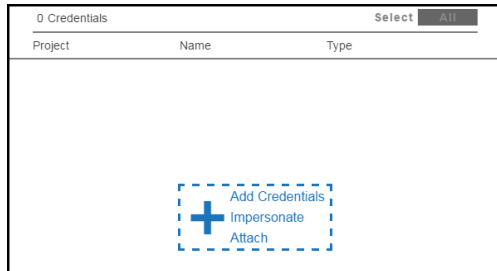 0 Credentials Select All
Project Name Type
Add Credentials
Impersonate
Attach